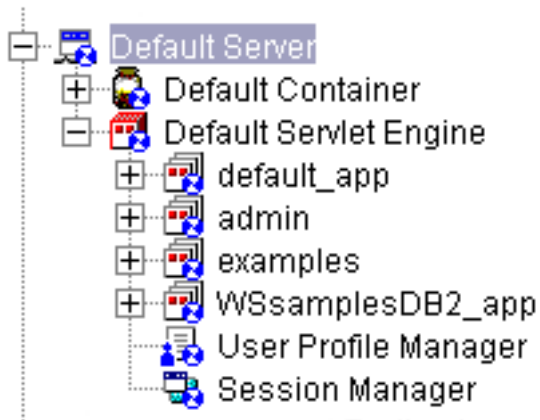 Default Server
Default Container
Default Servlet Engine
default_app
admin
examples
WSsamplesDB2_app
User Profile Manager
Session Manager